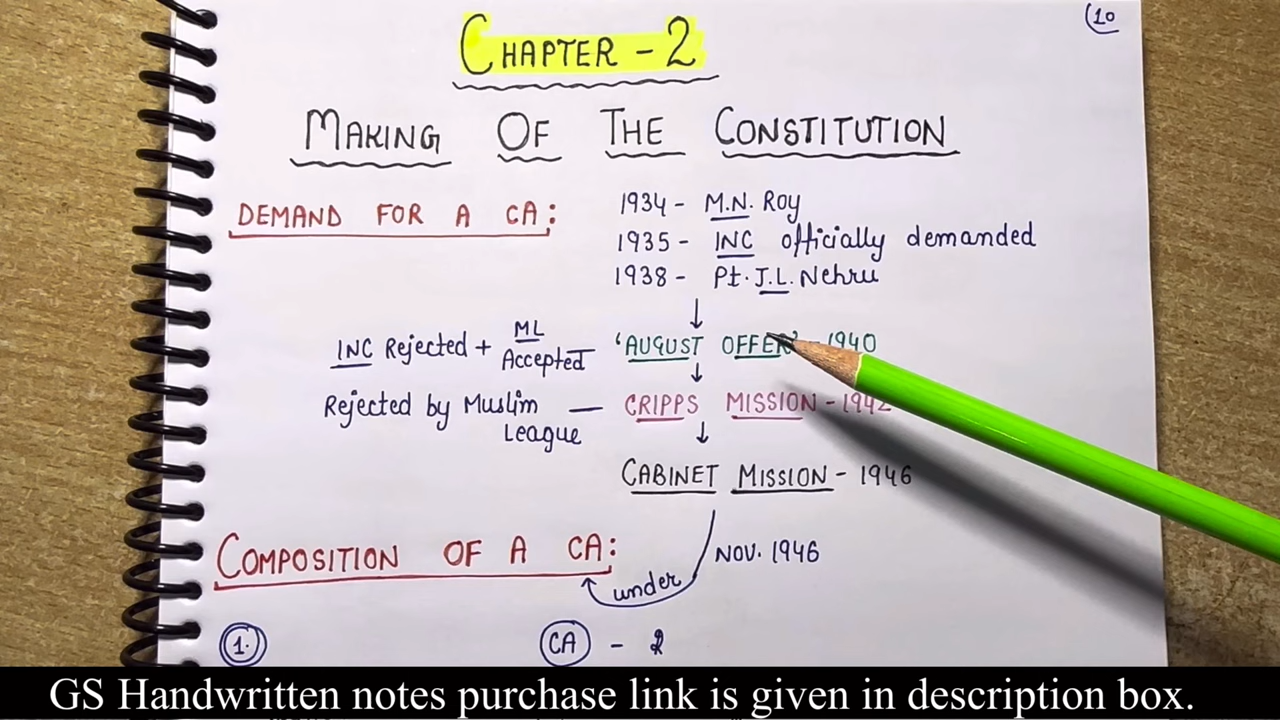 10
CHAPTER - 2
MAKING OF THE CONSTITUTION
DEMAND FOR A CA:
1934 - M.N. Roy
1935 - INC officially demanded
1938 - Pt. J.L. Nehru
INC Rejected + ML Accepted — 'AUGUST OFFER' - 1940
Rejected by Muslim League — CRIPPS MISSION - 1942
CABINET MISSION - 1946
NOV. 1946
under
COMPOSITION OF A CA:
1. CA - 2
GS Handwritten notes purchase link is given in description box.